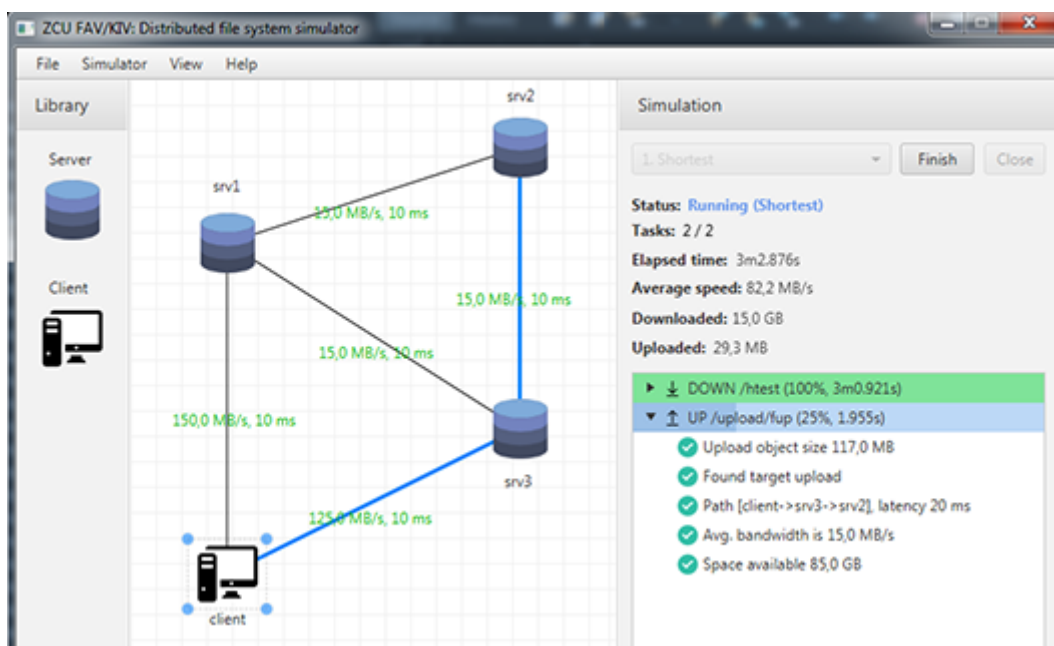 ZCU FAV/KIV: Distributed file system simulator
File Simulator View Help
Library
Server
Client
srv2
srv1
15,0 MB/s, 10 ms
15,0 MB/s, 10 ms
15,0 MB/s, 10 ms
150,0 MB/s, 10 ms
srv3
125,0 MB/s, 10 ms
client
Simulation
1. Shortest
Finish
Close
Status: Running (Shortest)
Tasks: 2 / 2
Elapsed time: 3m2.876s
Average speed: 82,2 MB/s
Downloaded: 15,0 GB
Uploaded: 29,3 MB
DOWN /htest (100%, 3m0.921s)
UP /upload/fup (25%, 1.955s)
Upload object size 117,0 MB
Found target upload
Path [client->srv3->srv2], latency 20 ms
Avg. bandwidth is 15,0 MB/s
Space available 85,0 GB